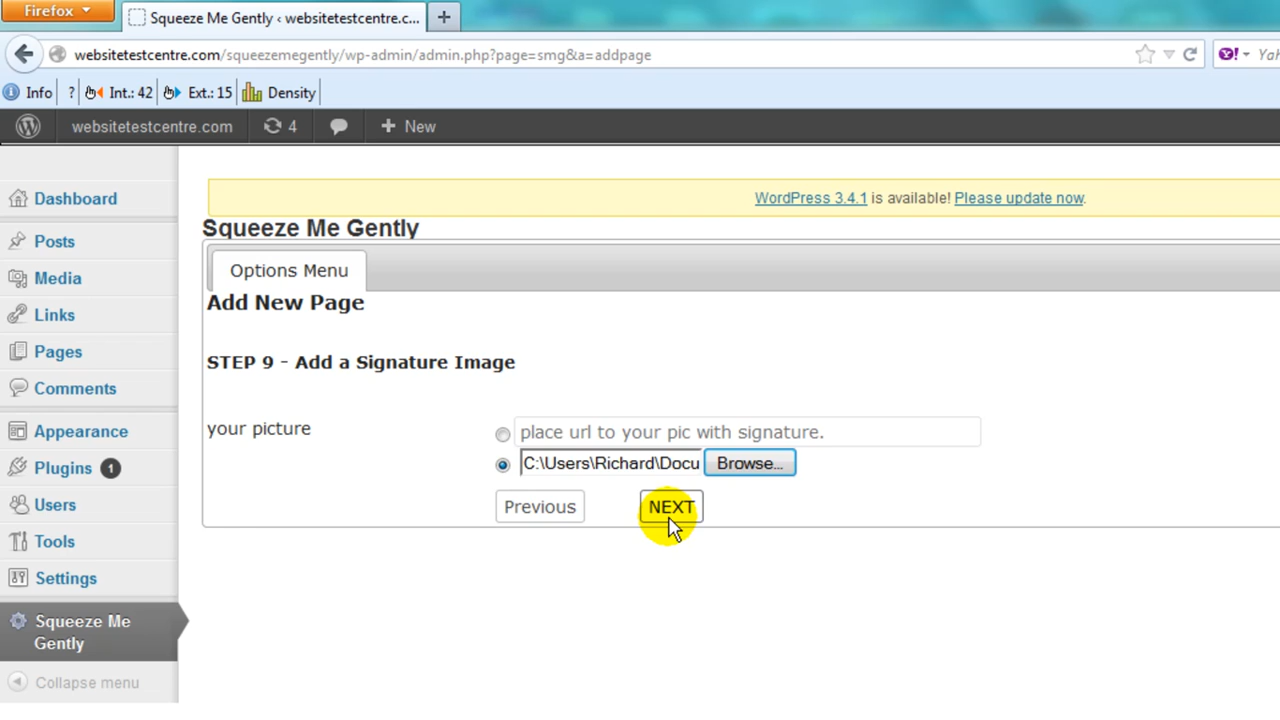 Firefox
Squeeze Me Gently ‹ websitetestcentre.c...
websitetestcentre.com/squeezemegently/wp-admin/admin.php?page=smg&a=addpage
Y!
Info ? Int.: 42 Ext.: 15 Density
websitetestcentre.com 4 + New
WordPress 3.4.1 is available! Please update now.
Dashboard
Posts
Media
Links
Pages
Comments
Appearance
Plugins 1
Users
Tools
Settings
Squeeze Me
Gently
Collapse menu
Squeeze Me Gently
Options Menu
Add New Page
STEP 9 - Add a Signature Image
your picture
place url to your pic with signature.
C:\Users\Richard\Docu Browse...
Previous NEXT